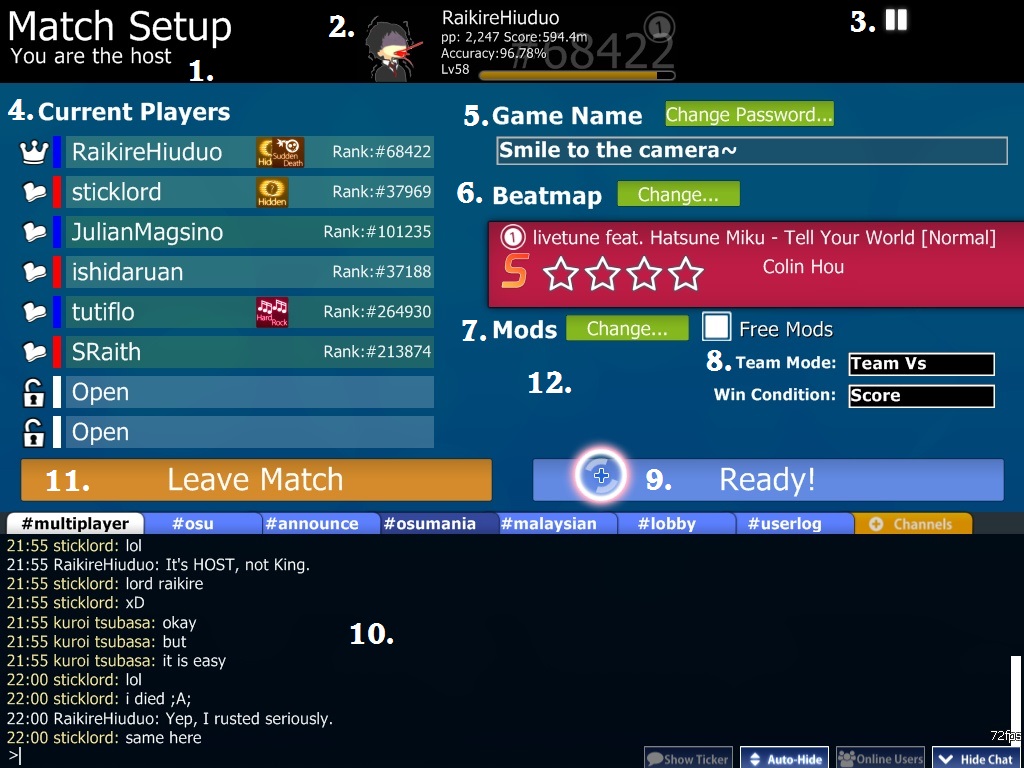 Match Setup
You are the host
1.
2.
RaikireHiuduo
pp: 2,247 Score:594.4m
Accuracy:96.78%
Lv58
#68422
1
3.
4. Current Players
RaikireHiuduo Hid Sudden Death Rank:#68422
sticklord Hidden Rank:#37969
JulianMagsino Rank:#101235
ishidaruan Rank:#37188
tutiflo Hard Rock Rank:#264930
SRaith Rank:#213874
Open
Open
5. Game Name Change Password...
Smile to the camera~
6. Beatmap Change...
1 livetune feat. Hatsune Miku - Tell Your World [Normal]
S Colin Hou
7. Mods Change... Free Mods
8. Team Mode: Team Vs
12.
Win Condition: Score
11. Leave Match
9. Ready!
#multiplayer #osu #announce #osumania #malaysian #lobby #userlog Channels
21:55 sticklord: lol
21:55 RaikireHiuduo: It's HOST, not King.
21:55 sticklord: lord raikire
21:55 sticklord: xD
21:55 kuroi tsubasa: okay
21:55 kuroi tsubasa: but
21:55 kuroi tsubasa: it is easy
22:00 sticklord: lol
22:00 sticklord: i died ;A;
22:00 RaikireHiuduo: Yep, I rusted seriously.
22:00 sticklord: same here
>
10.
72fps
Show Ticker Auto-Hide Online Users Hide Chat